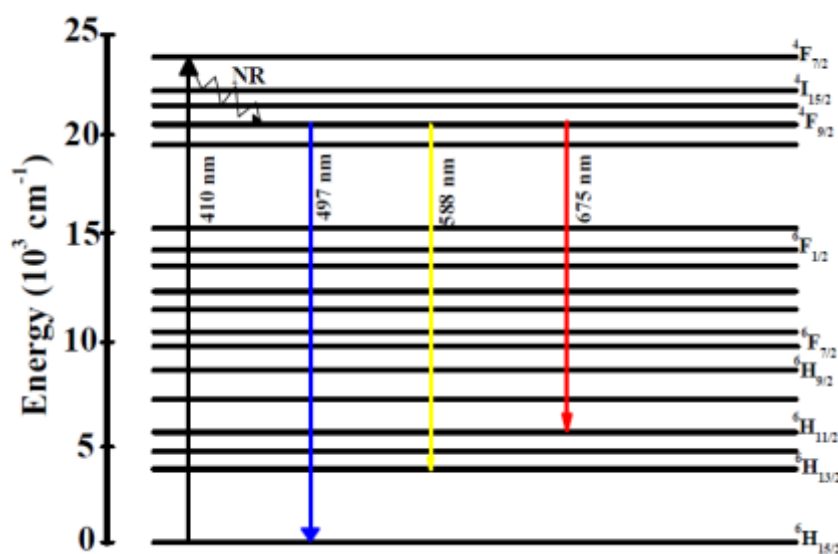 25
20
15
10
5
0
Energy (10³ cm⁻¹)
NR
410 nm
497 nm
588 nm
675 nm
⁴F₇/₂
⁴I₁₅/₂
⁴F₉/₂
⁶F₁/₂
⁶F₇/₂
⁶H₉/₂
⁶H₁₁/₂
⁶H₁₃/₂
⁶H₁₅/₂